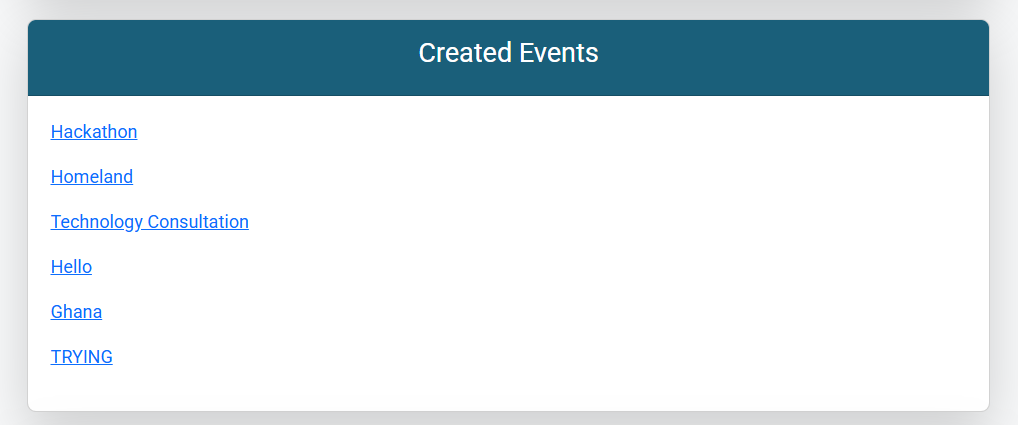 Created Events
Hackathon
Homeland
Technology Consultation
Hello
Ghana
TRYING